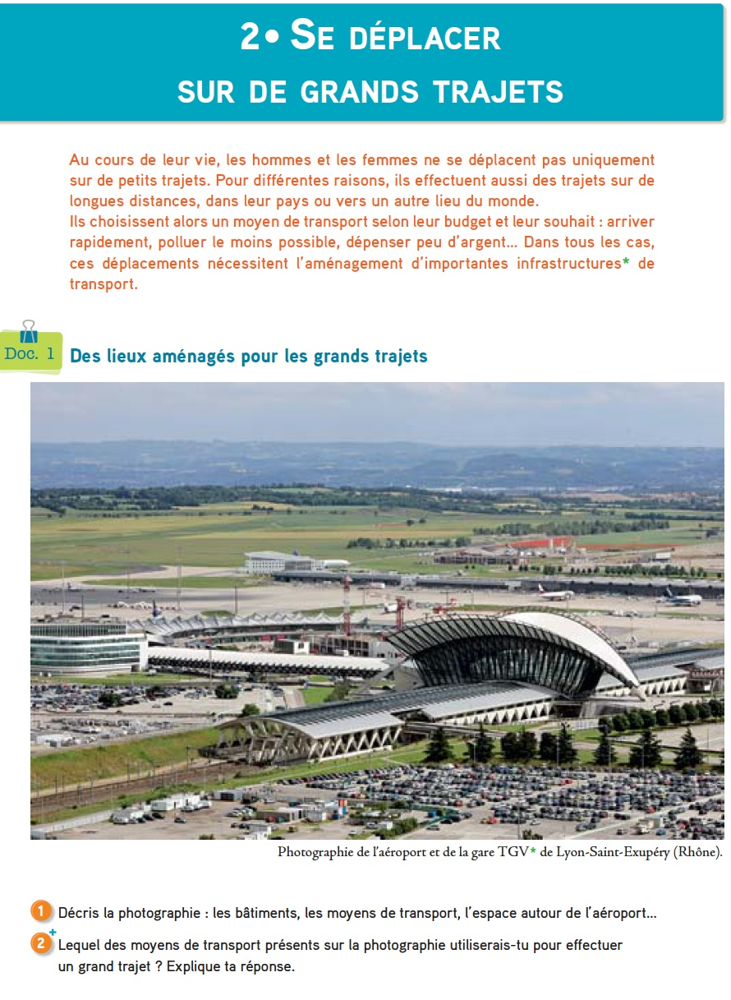 2• Se déplacer
sur de grands trajets
Au cours de leur vie, les hommes et les femmes ne se déplacent pas uniquement
sur de petits trajets. Pour différentes raisons, ils effectuent aussi des trajets sur de
longues distances, dans leur pays ou vers un autre lieu du monde.
Ils choisissent alors un moyen de transport selon leur budget et leur souhait : arriver
rapidement, polluer le moins possible, dépenser peu d'argent... Dans tous les cas,
ces déplacements nécessitent l'aménagement d'importantes infrastructures* de
transport.
Doc. 1 Des lieux aménagés pour les grands trajets
Photographie de l'aéroport et de la gare TGV* de Lyon-Saint-Exupéry (Rhône).
1 Décris la photographie : les bâtiments, les moyens de transport, l'espace autour de l'aéroport...
2+ Lequel des moyens de transport présents sur la photographie utiliserais-tu pour effectuer
un grand trajet ? Explique ta réponse.